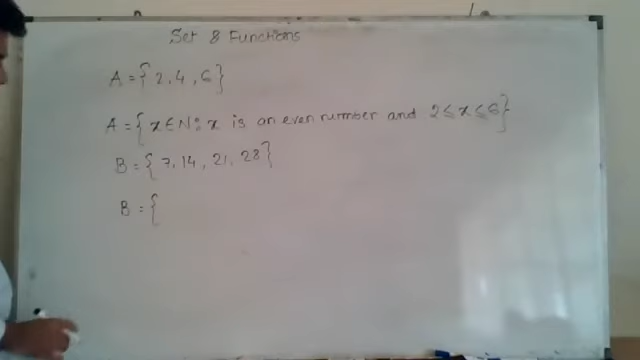 Set & Functions
A = { 2, 4, 6 }
A = { x ∈ N : x is an even number and 2 ≤ x ≤ 6 }
B = { 7, 14, 21, 28 }
B = {